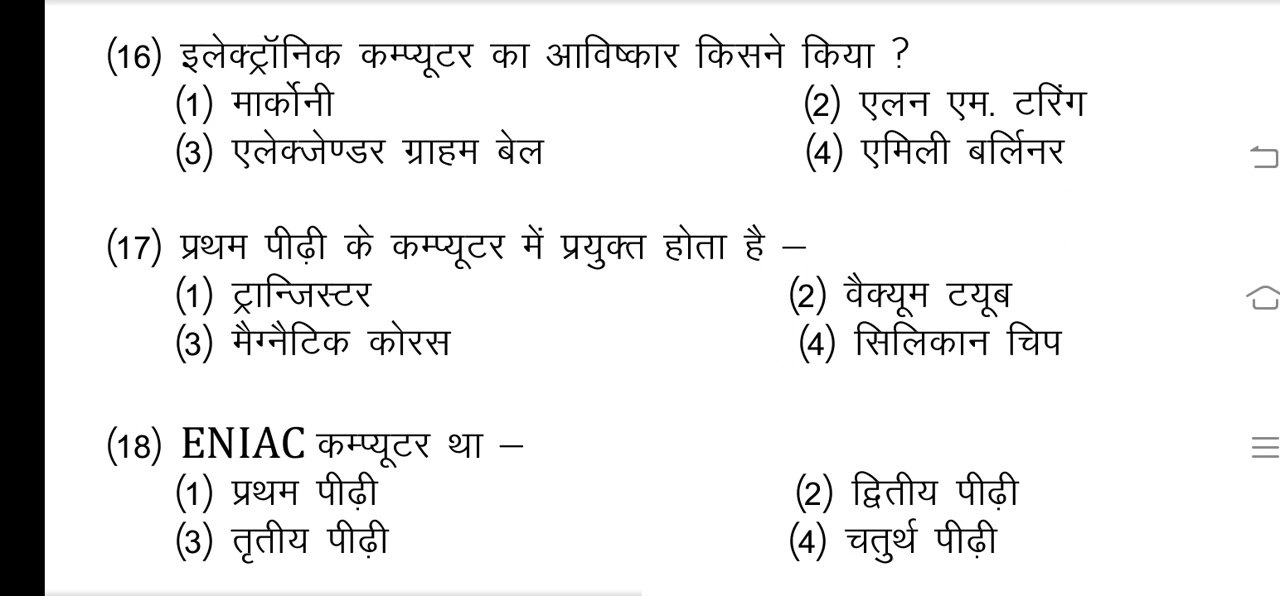 (16) इलेक्ट्रॉनिक कम्प्यूटर का आविष्कार किसने किया ?
(1) मार्कोनी (2) एलन एम. टरिंग
(3) एलेक्जेण्डर ग्राहम बेल (4) एमिली बर्लिनर
(17) प्रथम पीढ़ी के कम्प्यूटर में प्रयुक्त होता है –
(1) ट्रान्जिस्टर (2) वैक्यूम टयूब
(3) मैग्नैटिक कोरस (4) सिलिकान चिप
(18) ENIAC कम्प्यूटर था –
(1) प्रथम पीढ़ी (2) द्वितीय पीढ़ी
(3) तृतीय पीढ़ी (4) चतुर्थ पीढ़ी